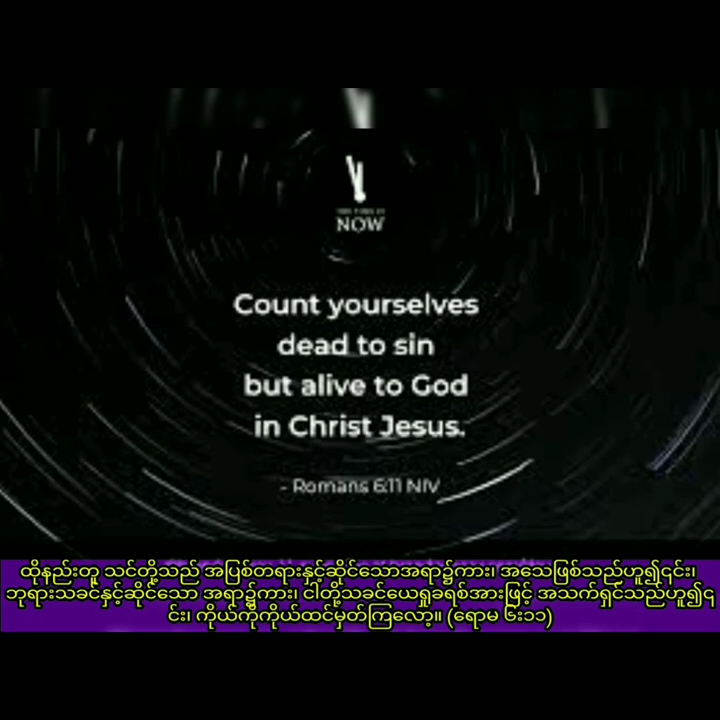 THE TIME IS
NOW
Count yourselves
dead to sin
but alive to God
in Christ Jesus.
- Romans 6:11 NIV
ထိုနည်းတူ သင်တို့သည် အပြစ်တရားနှင့်ဆိုင်သောအရာ၌ကား၊ အသေဖြစ်သည်ဟူ၍၎င်း၊
ဘုရားသခင်နှင့်ဆိုင်သော အရာ၌ကား၊ ငါတို့သခင်ယေရှုခရစ်အားဖြင့် အသက်ရှင်သည်ဟူ၍၎
င်း၊ ကိုယ်ကိုကိုယ်ထင်မှတ်ကြလော့။ (ရောမ ၆း၁၁)